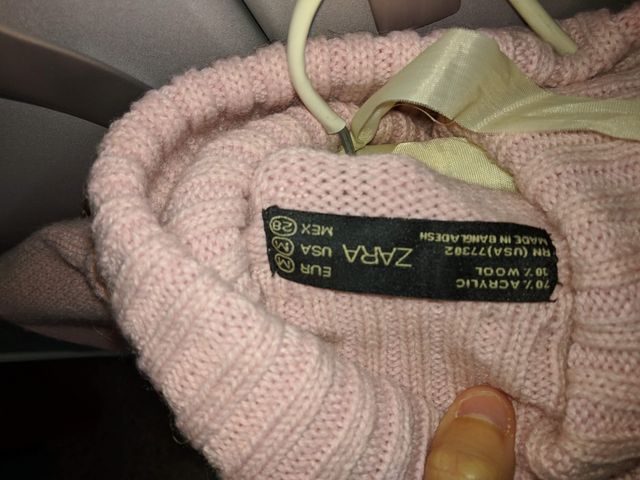 70% ACRYLIC
30% WOOL
RN (USA)77302
MADE IN BANGLADESH
ZARA
EUR M
USA M
MEX 28